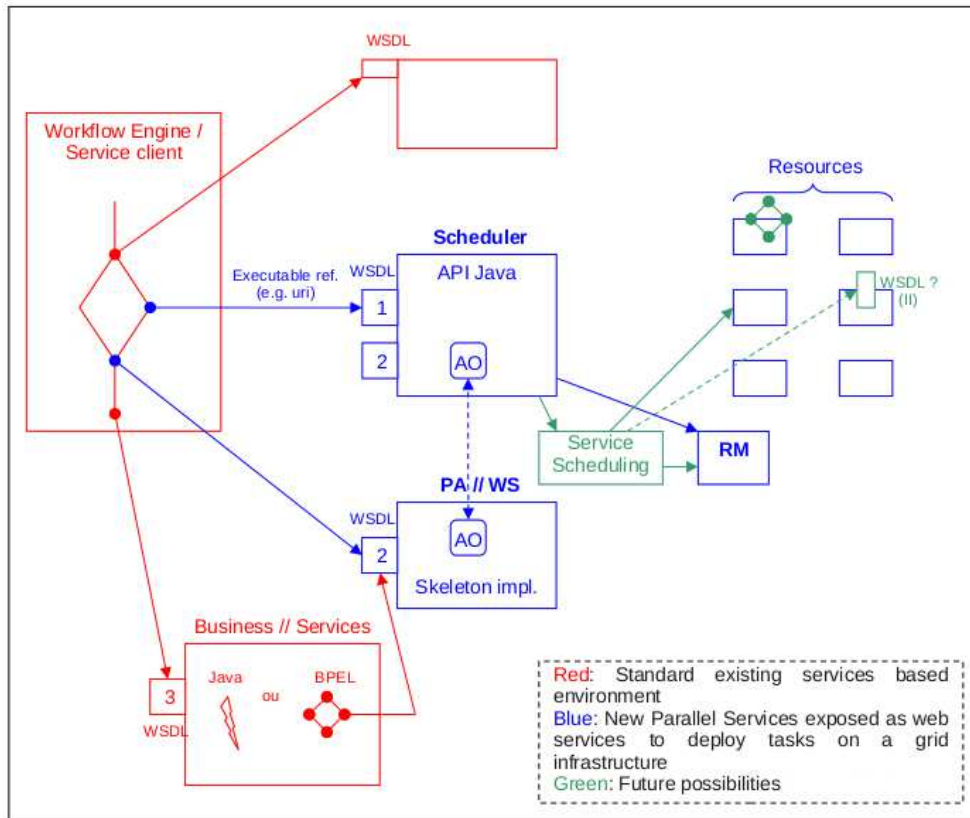 WSDL
Workflow Engine /
Service client
Resources
Scheduler
API Java
WSDL
Executable ref.
(e.g. uri)
1
2
AO
WSDL ?
(II)
Service
Scheduling
RM
PA // WS
WSDL
2
AO
Skeleton impl.
Business // Services
Java
ou
BPEL
3
WSDL
Red: Standard existing services based
environment
Blue: New Parallel Services exposed as web
services to deploy tasks on a grid
infrastructure
Green: Future possibilities